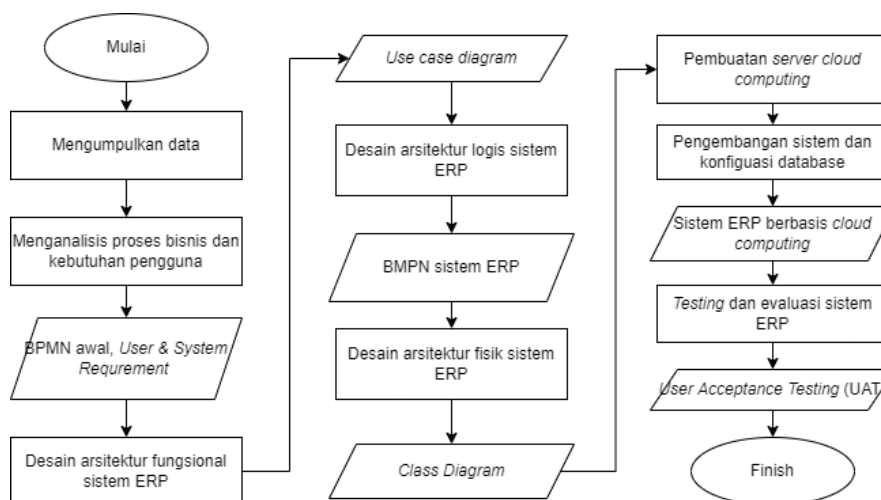 Mulai
Mengumpulkan data
Menganalisis proses bisnis dan
kebutuhan pengguna
BPMN awal, User & System
Requrement
Desain arsitektur fungsional
sistem ERP
Use case diagram
Desain arsitektur logis sistem
ERP
BMPN sistem ERP
Desain arsitektur fisik sistem
ERP
Class Diagram
Pembuatan server cloud
computing
Pengembangan sistem dan
konfiguasi database
Sistem ERP berbasis cloud
computing
Testing dan evaluasi sistem
ERP
User Acceptance Testing (UAT
Finish